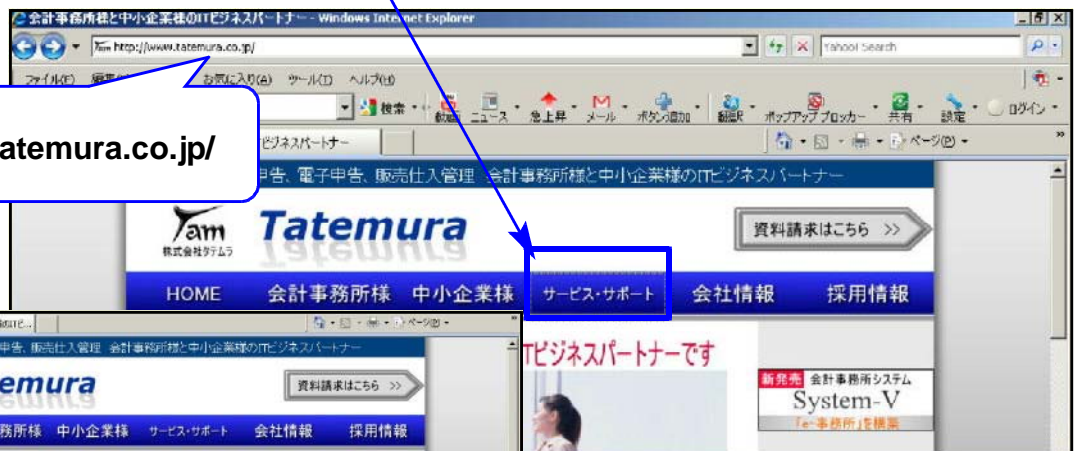 会計事務所様と中小企業様のITビジネスパートナー - Windows Internet Explorer
http://www.tatemura.co.jp/
Yahoo! Search
ファイル(F) お気に入り(A) ツール(T) ヘルプ(H)
検索 動画 ニュース 急上昇 メール ボタン追加 翻訳 ポップアップブロッカー 共有 設定 ログイン
atemura.co.jp/
ビジネスパートナー
ページ(P)
申告、電子申告、販売仕入管理 会計事務所様と中小企業様のITビジネスパートナー
Tam
株式会社タテムラ
Tatemura
資料請求はこちら >>
HOME 会計事務所様 中小企業様 サービス・サポート 会社情報 採用情報
ページ(P)
申告、販売仕入管理 会計事務所様と中小企業様のITビジネスパートナー
emura
資料請求はこちら >>
務所様 中小企業様 サービス・サポート 会社情報 採用情報
ITビジネスパートナーです
新発売 会計事務所システム
System-V
「e-事務所」を構築